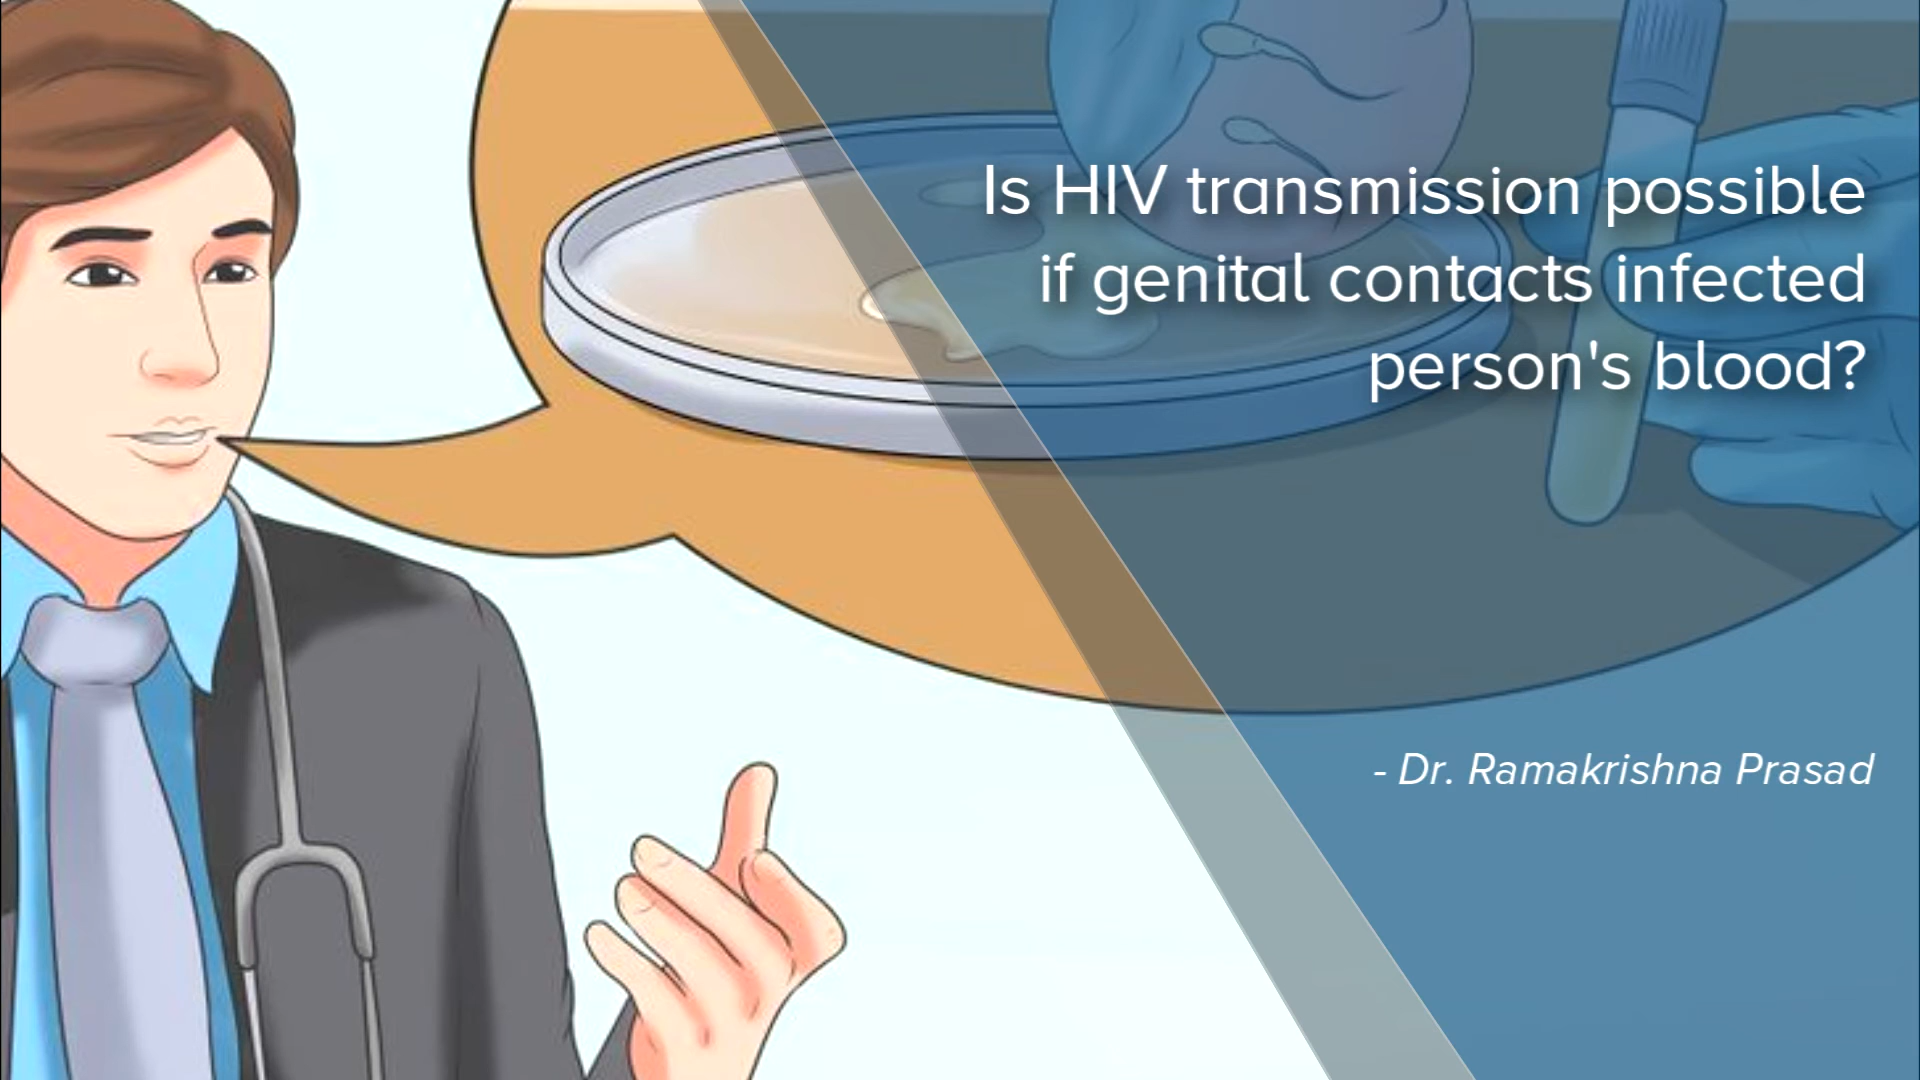 Is HIV transmission possible
if genital contacts infected
person's blood?
- Dr. Ramakrishna Prasad